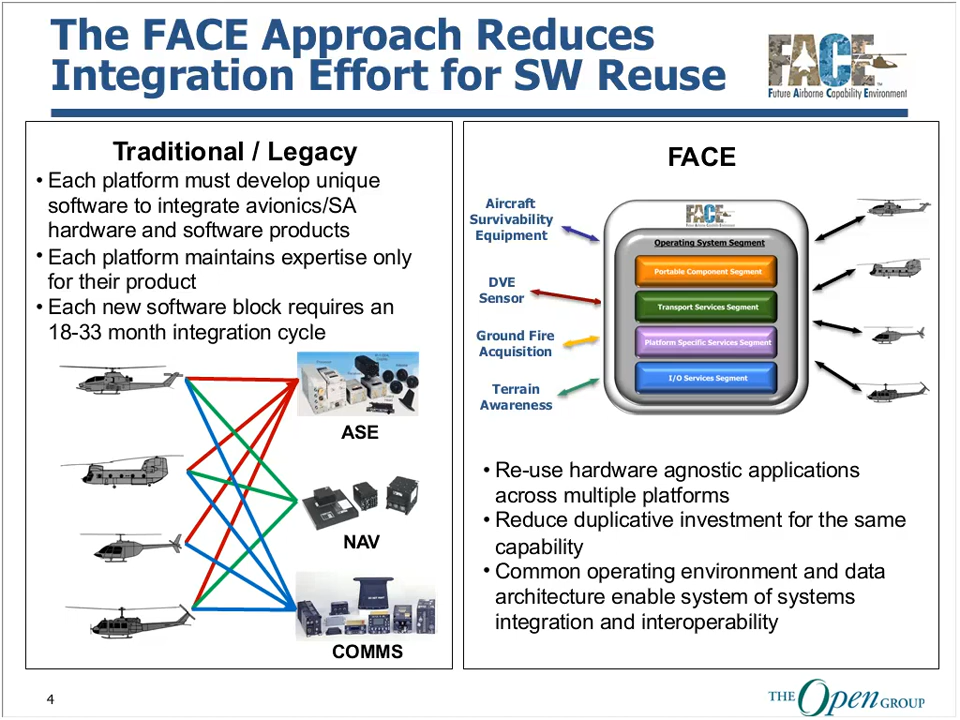 The FACE Approach Reduces
Integration Effort for SW Reuse
FACE™
Future Airborne Capability Environment
Traditional / Legacy
• Each platform must develop unique
software to integrate avionics/SA
hardware and software products
• Each platform maintains expertise only
for their product
• Each new software block requires an
18-33 month integration cycle
ASE
NAV
COMMS
FACE
Aircraft
Survivability
Equipment
DVE
Sensor
Ground Fire
Acquisition
Terrain
Awareness
FACE
Operating System Segment
Portable Component Segment
Transport Services Segment
Platform Specific Services Segment
I/O Services Segment
• Re-use hardware agnostic applications
across multiple platforms
• Reduce duplicative investment for the same
capability
• Common operating environment and data
architecture enable system of systems
integration and interoperability
4
THE Open GROUP